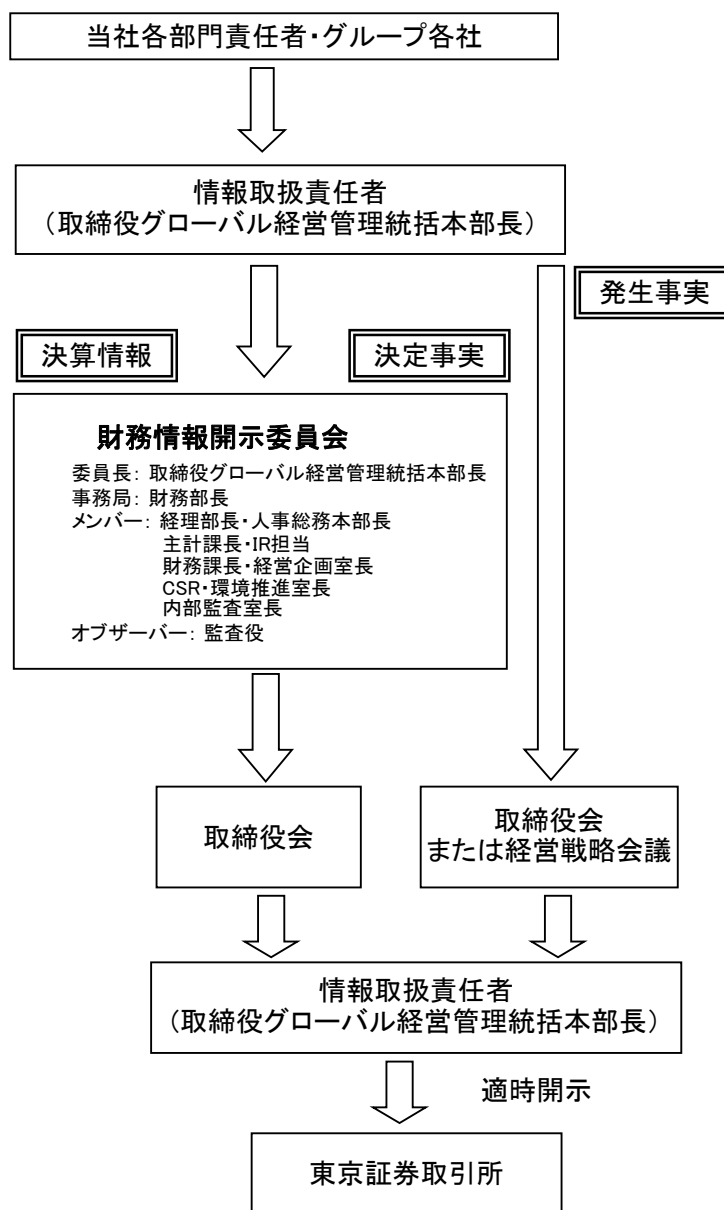 当社各部門責任者・グループ各社
情報取扱責任者
（取締役グローバル経営管理統括本部長）
発生事実
決算情報
決定事実
財務情報開示委員会
委員長：取締役グローバル経営管理統括本部長
事務局：財務部長
メンバー：経理部長・人事総務本部長
主計課長・IR担当
財務課長・経営企画室長
CSR・環境推進室長
内部監査室長
オブザーバー：監査役
取締役会
取締役会
または経営戦略会議
情報取扱責任者
（取締役グローバル経営管理統括本部長）
適時開示
東京証券取引所